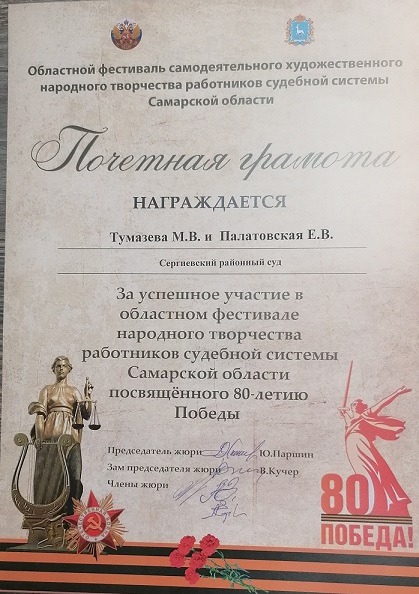 Областной фестиваль самодеятельного художественного
народного творчества работников судебной системы
Самарской области
Почетная грамота
НАГРАЖДАЕТСЯ
Тумазева М.В. и Палатовская Е.В.
Сергиевский районный суд
За успешное участие в
областном фестивале
народного творчества
работников судебной системы
Самарской области
посвящённого 80-летию
Победы
Председатель жюри Ю.Паршин
Зам председателя жюри В.Кучер
Члены жюри
80
ПОБЕДА!